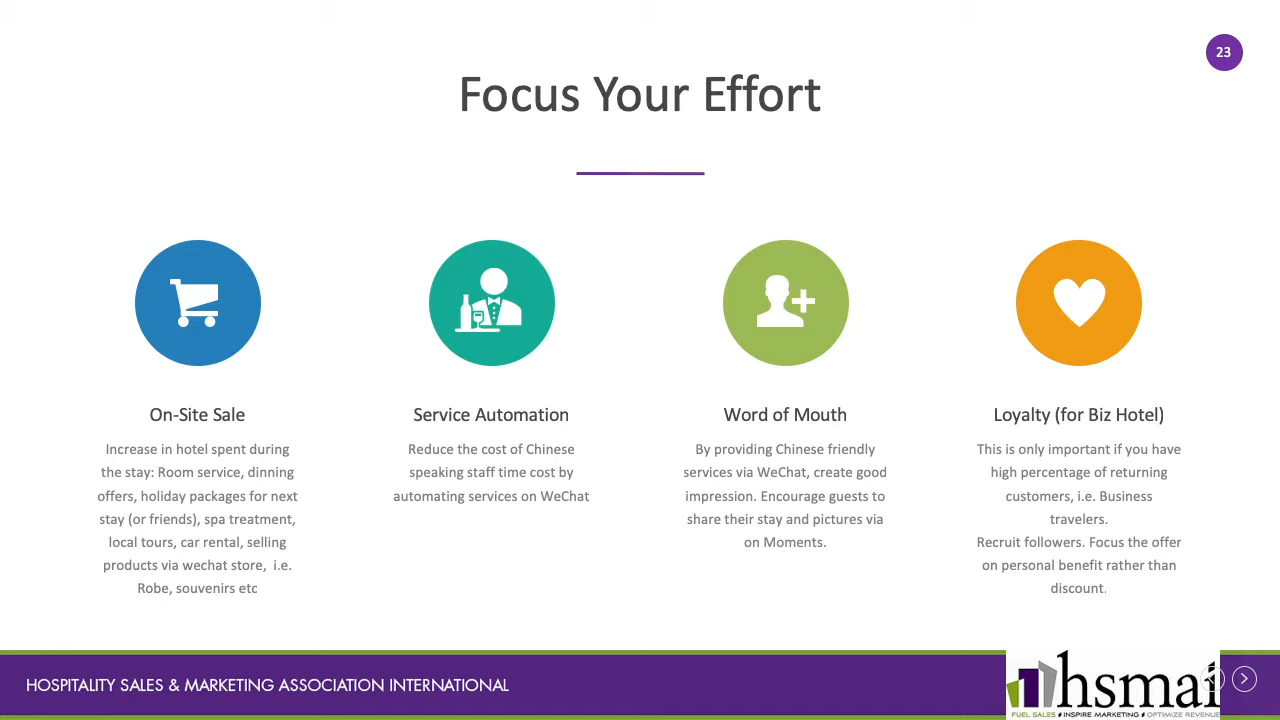 23
Focus Your Effort
On-Site Sale
Increase in hotel spent during
the stay: Room service, dinning
offers, holiday packages for next
stay (or friends), spa treatment,
local tours, car rental, selling
products via wechat store, i.e.
Robe, souvenirs etc
Service Automation
Reduce the cost of Chinese
speaking staff time cost by
automating services on WeChat
Word of Mouth
By providing Chinese friendly
services via WeChat, create good
impression. Encourage guests to
share their stay and pictures via
on Moments.
Loyalty (for Biz Hotel)
This is only important if you have
high percentage of returning
customers, i.e. Business
travelers.
Recruit followers. Focus the offer
on personal benefit rather than
discount.
HOSPITALITY SALES & MARKETING ASSOCIATION INTERNATIONAL
hsmai
FUEL SALES INSPIRE MARKETING OPTIMIZE REVENUE